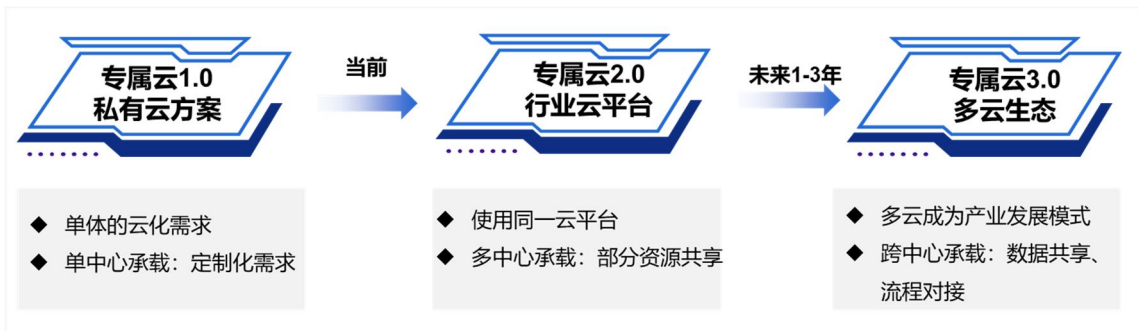 专属云1.0
私有云方案
当前
专属云2.0
行业云平台
未来1-3年
专属云3.0
多云生态
◆ 单体的云化需求
◆ 单中心承载：定制化需求
◆ 使用同一云平台
◆ 多中心承载：部分资源共享
◆ 多云成为产业发展模式
◆ 跨中心承载：数据共享、
流程对接